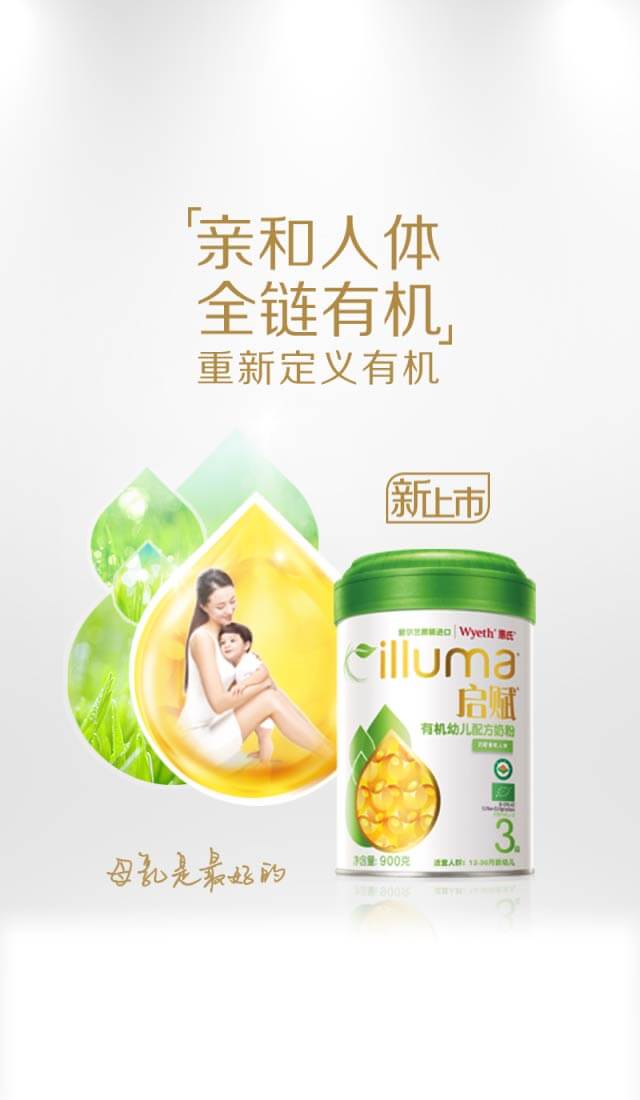 「亲和人体
全链有机」
重新定义有机
新上市
爱尔兰原装进口 | Wyeth® 惠氏®
illuma®
启赋®
有机幼儿配方奶粉
3段
净含量: 900克
适宜人群: 12-36月龄幼儿
母乳是最好的